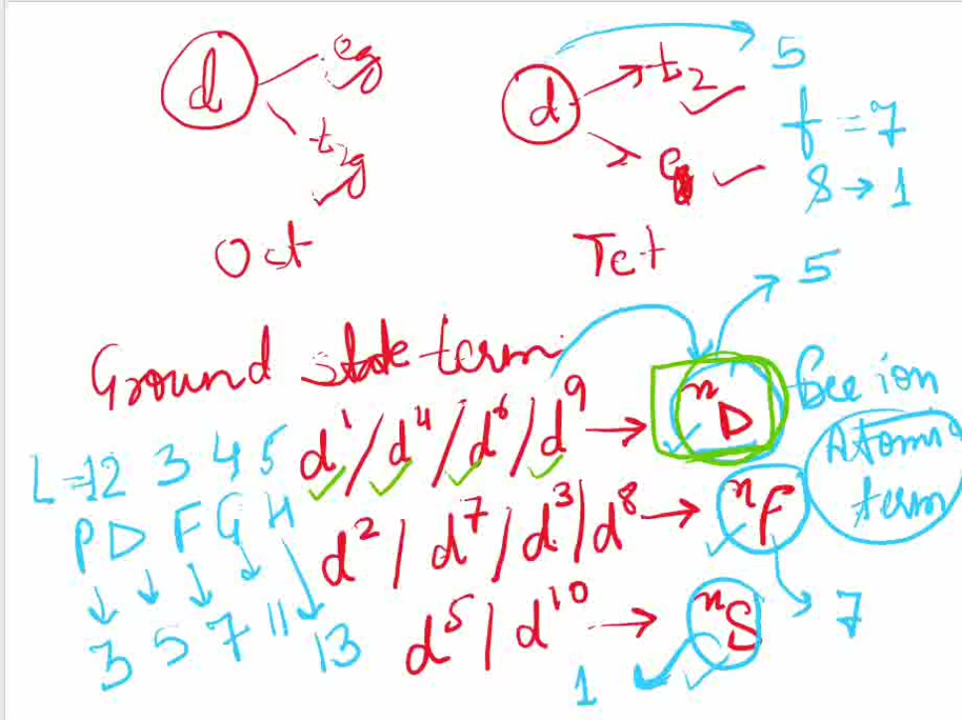 d eg t2g
Oct
d t2 e
Tet
5
f = 7
s → 1
Ground state term
d¹/d⁴/d⁶/d⁹ → ⁿD → 5
free ion
Atomic term
d²/d⁷/d³/d⁸ → ⁿF → 7
d⁵/d¹⁰ → ⁿS
1
L = 1 2 3 4 5
P D F G H
3 5 7 11 13